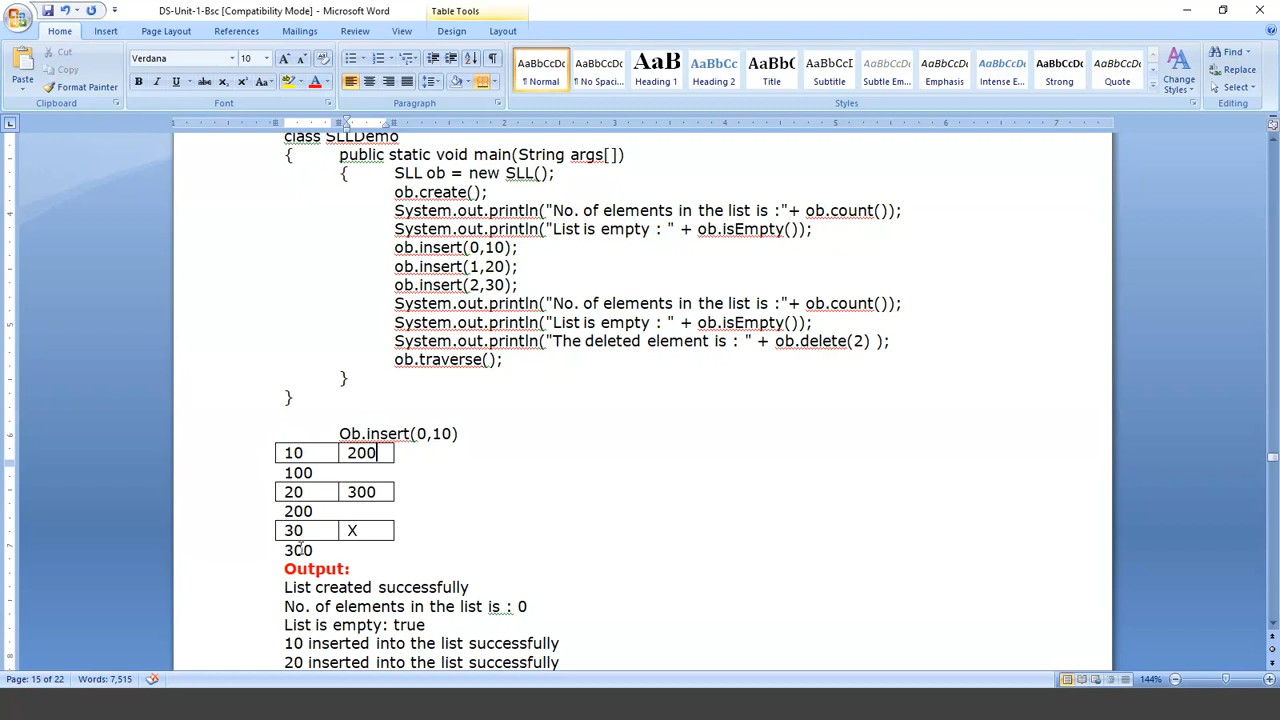 DS-Unit-1-Bsc [Compatibility Mode] - Microsoft Word
Table Tools
Home Insert Page Layout References Mailings Review View Design Layout
Paste
Cut
Copy
Format Painter
Clipboard
Verdana 10
Font
Paragraph
AaBbCcDc AaBbCcDc AaB AaBbCc AaBb( AaBbCcI AaBbCcDc AaBbCcDc AaBbCcDc AaBbCcDc AaBbCcDc
¶ Normal ¶ No Spaci... Heading 1 Heading 2 Title Subtitle Subtle Em... Emphasis Intense E... Strong Quote
Change Styles
Styles
Find
Replace
Select
Editing
1 2 3 4 5 6 7
class SLLDemo
{ public static void main(String args[])
{ SLL ob = new SLL();
ob.create();
System.out.println("No. of elements in the list is :"+ ob.count());
System.out.println("List is empty : " + ob.isEmpty());
ob.insert(0,10);
ob.insert(1,20);
ob.insert(2,30);
System.out.println("No. of elements in the list is :"+ ob.count());
System.out.println("List is empty : " + ob.isEmpty());
System.out.println("The deleted element is : " + ob.delete(2) );
ob.traverse();
}
}
Ob.insert(0,10)
10 200
100
20 300
200
30 X
300
Output:
List created successfully
No. of elements in the list is : 0
List is empty: true
10 inserted into the list successfully
20 inserted into the list successfully
Page: 15 of 22 Words: 7,515 144%